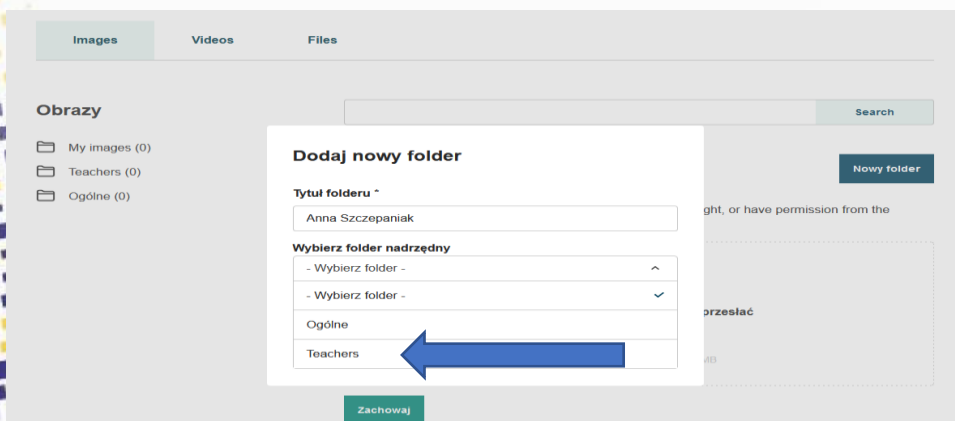 Images Videos Files
Obrazy
Search
My images (0)
Teachers (0)
Ogólne (0)
Nowy folder
Dodaj nowy folder
Tytuł folderu *
Anna Szczepaniak
ght, or have permission from the
Wybierz folder nadrzędny
- Wybierz folder -
- Wybierz folder -
Ogólne
Teachers
przesłać
MB
Zachowaj